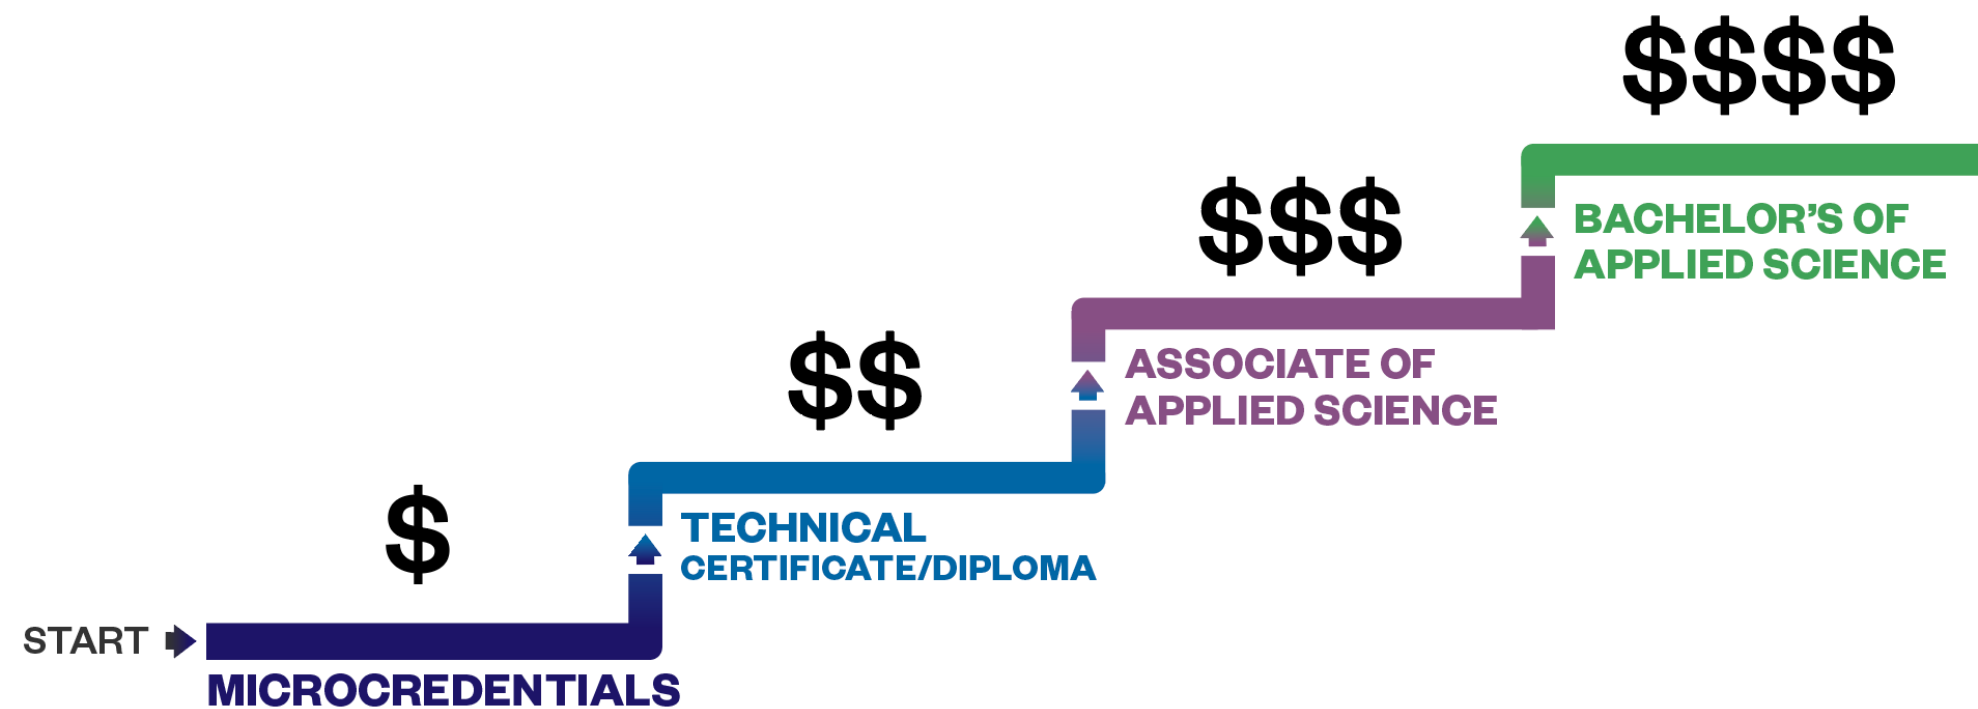 $$$$
BACHELOR'S OF
APPLIED SCIENCE
$$$
ASSOCIATE OF
APPLIED SCIENCE
$$
TECHNICAL
CERTIFICATE/DIPLOMA
$
START
MICROCREDENTIALS